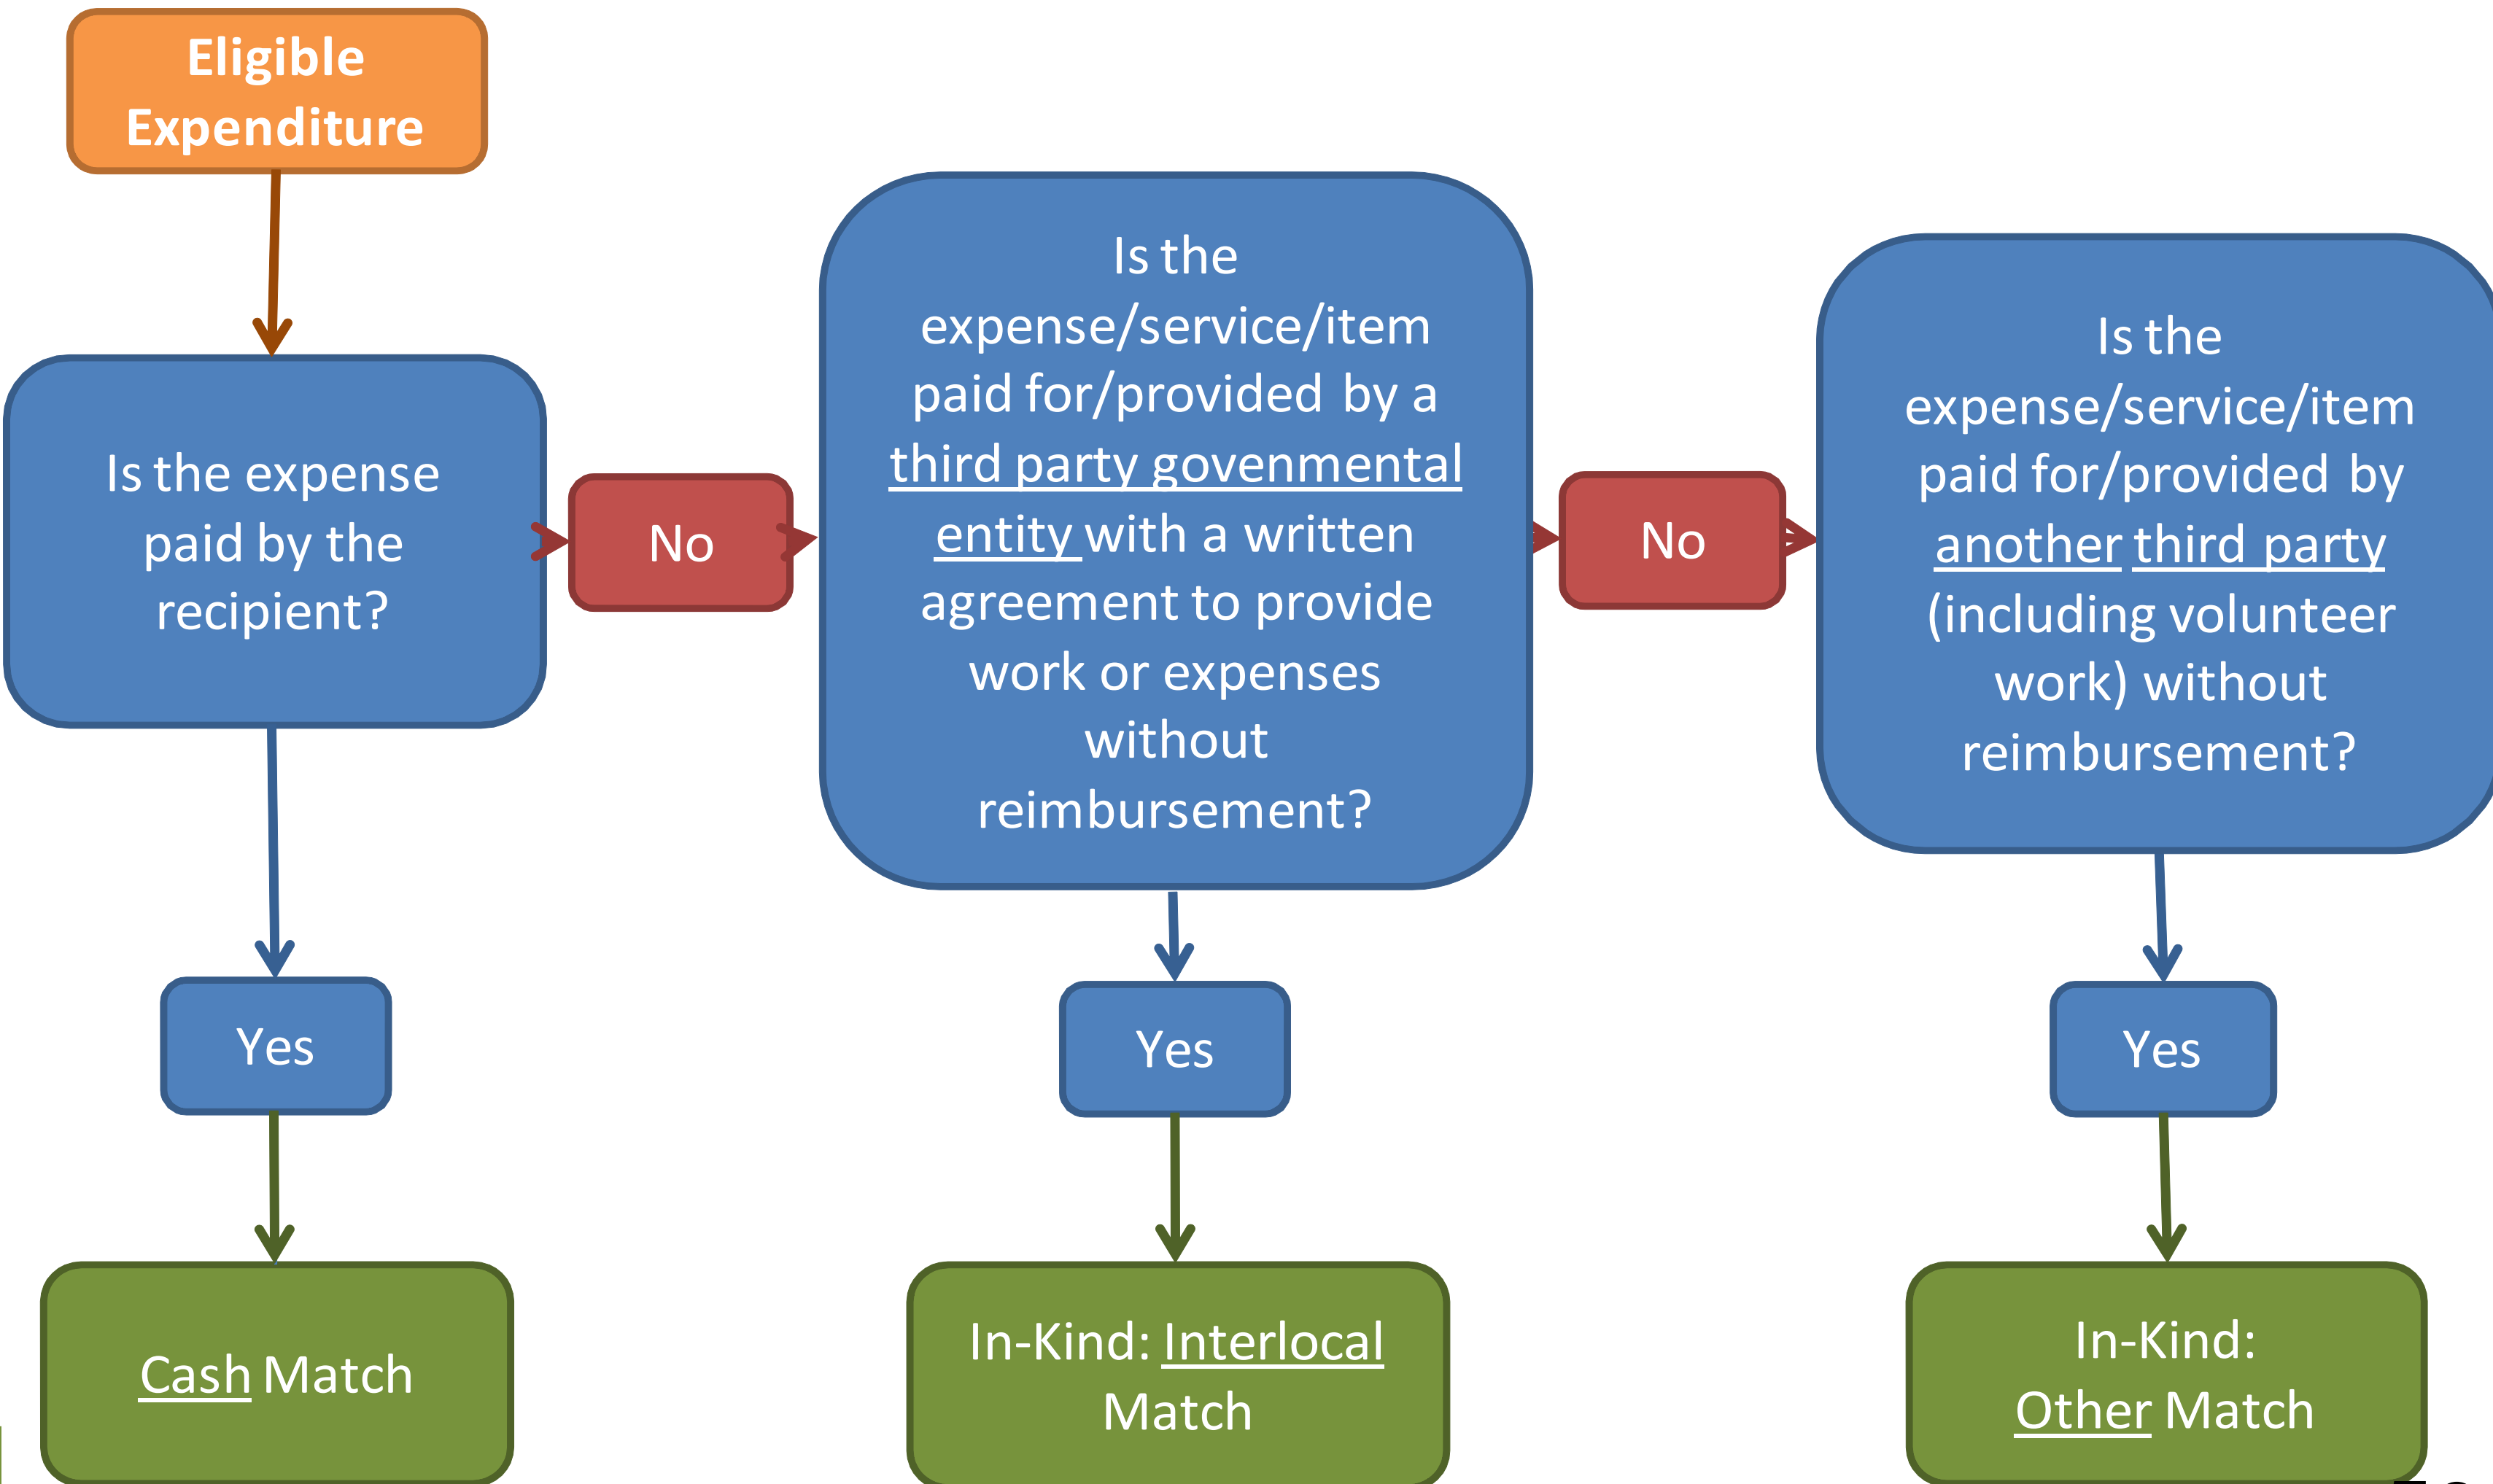 Eligible
Expenditure
Is the expense
paid by the
recipient?
No
Is the
expense/service/item
paid for/provided by a
third party govenmental
entity with a written
agreement to provide
work or expenses
without
reimbursement?
No
Is the
expense/service/item
paid for/provided by
another third party
(including volunteer
work) without
reimbursement?
Yes
Yes
Yes
Cash Match
In-Kind: Interlocal
Match
In-Kind:
Other Match